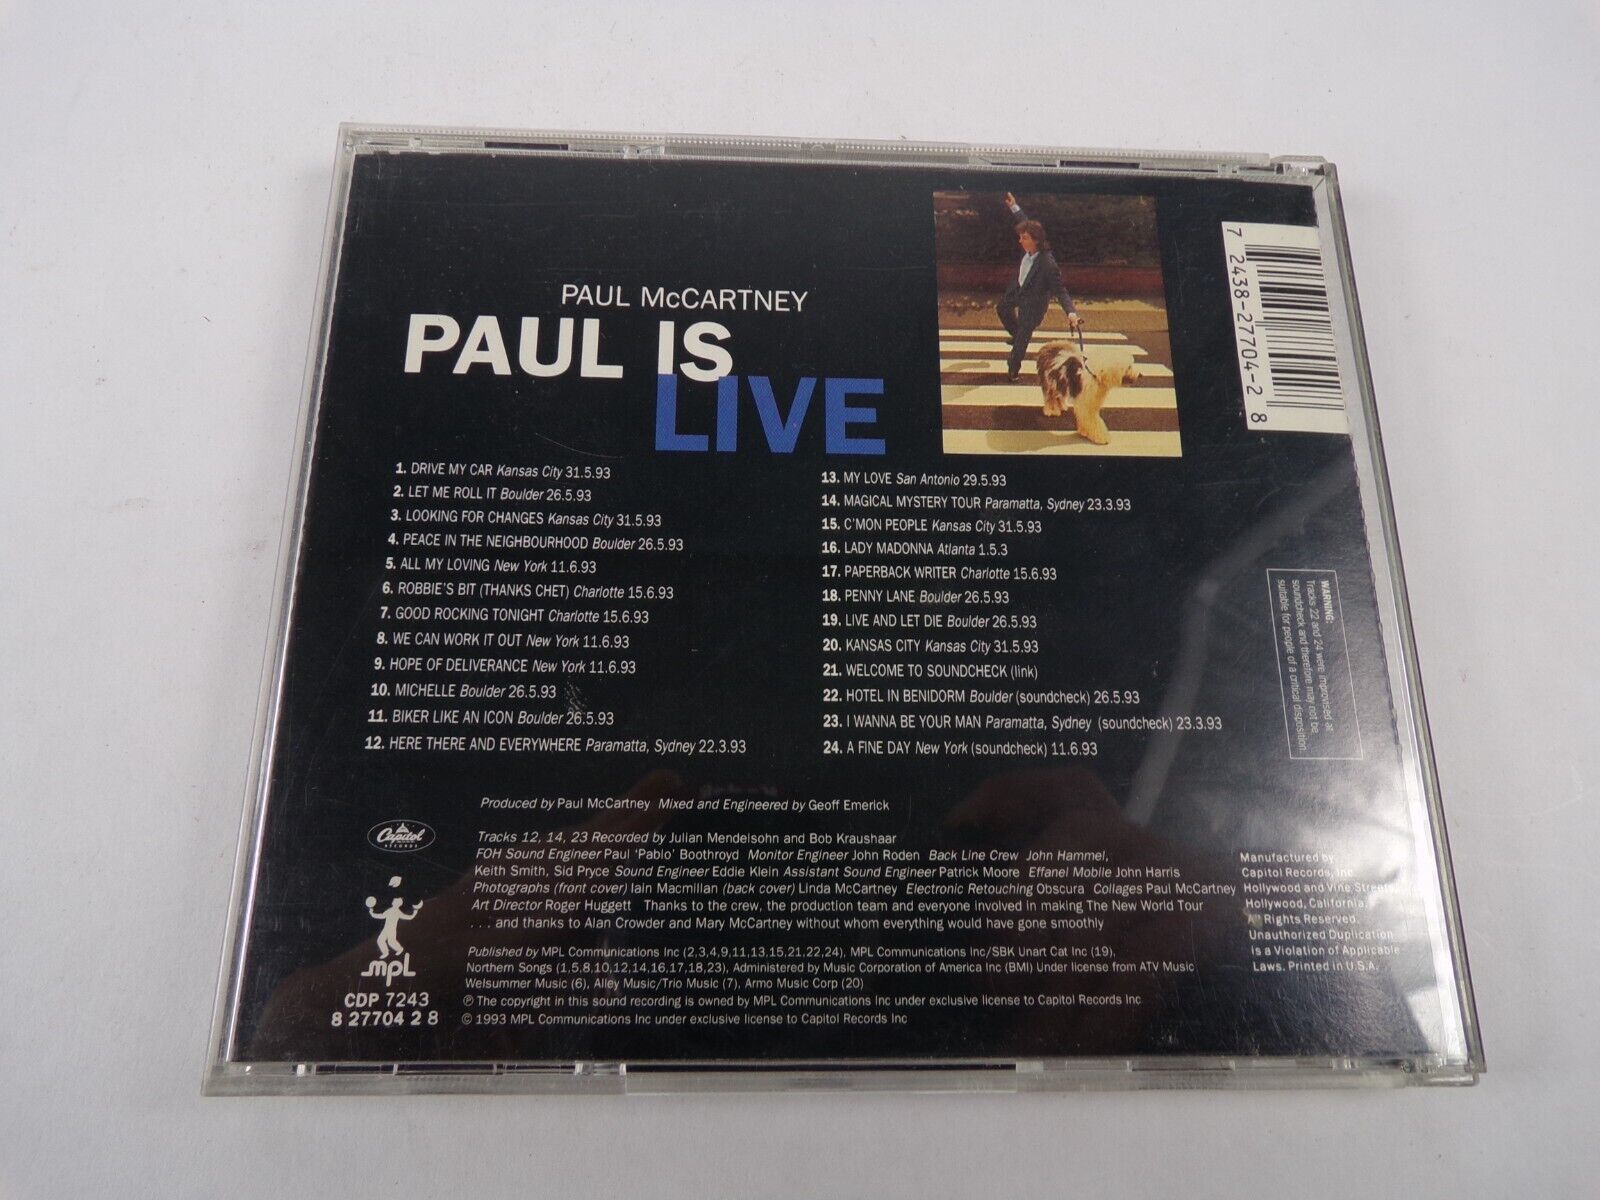 PAUL McCARTNEY
PAUL IS
LIVE
7 2438-27704-2 8
1. DRIVE MY CAR Kansas City 31.5.93
2. LET ME ROLL IT Boulder 26.5.93
3. LOOKING FOR CHANGES Kansas City 31.5.93
4. PEACE IN THE NEIGHBOURHOOD Boulder 26.5.93
5. ALL MY LOVING New York 11.6.93
6. ROBBIE'S BIT (THANKS CHET) Charlotte 15.6.93
7. GOOD ROCKING TONIGHT Charlotte 15.6.93
8. WE CAN WORK IT OUT New York 11.6.93
9. HOPE OF DELIVERANCE New York 11.6.93
10. MICHELLE Boulder 26.5.93
11. BIKER LIKE AN ICON Boulder 26.5.93
12. HERE THERE AND EVERYWHERE Paramatta, Sydney 22.3.93
13. MY LOVE San Antonio 29.5.93
14. MAGICAL MYSTERY TOUR Paramatta, Sydney 23.3.93
15. C'MON PEOPLE Kansas City 31.5.93
16. LADY MADONNA Atlanta 1.5.3
17. PAPERBACK WRITER Charlotte 15.6.93
18. PENNY LANE Boulder 26.5.93
19. LIVE AND LET DIE Boulder 26.5.93
20. KANSAS CITY Kansas City 31.5.93
21. WELCOME TO SOUNDCHECK (link)
22. HOTEL IN BENIDORM Boulder (soundcheck) 26.5.93
23. I WANNA BE YOUR MAN Paramatta, Sydney (soundcheck) 23.3.93
24. A FINE DAY New York (soundcheck) 11.6.93
WARNING:
Tracks 22 and 24 were improvised at
soundcheck and therefore may not be
suitable for people of a critical disposition.
Produced by Paul McCartney Mixed and Engineered by Geoff Emerick
Capitol
RECORDS
Tracks 12, 14, 23 Recorded by Julian Mendelsohn and Bob Kraushaar
FOH Sound Engineer Paul 'Pablo' Boothroyd Monitor Engineer John Roden Back Line Crew John Hammel,
Keith Smith, Sid Pryce Sound Engineer Eddie Klein Assistant Sound Engineer Patrick Moore Effanel Mobile John Harris
Photographs (front cover) Iain Macmillan (back cover) Linda McCartney Electronic Retouching Obscura Collages Paul McCartney
Art Director Roger Huggett Thanks to the crew, the production team and everyone involved in making The New World Tour
. . . and thanks to Alan Crowder and Mary McCartney without whom everything would have gone smoothly
Published by MPL Communications Inc (2,3,4,9,11,13,15,21,22,24), MPL Communications Inc/SBK Unart Cat Inc (19),
Northern Songs (1,5,8,10,12,14,16,17,18,23), Administered by Music Corporation of America Inc (BMI) Under license from ATV Music
Welsummer Music (6), Alley Music/Trio Music (7), Armo Music Corp (20)
℗ The copyright in this sound recording is owned by MPL Communications Inc under exclusive license to Capitol Records Inc
© 1993 MPL Communications Inc under exclusive license to Capitol Records Inc
MPL
CDP 7243
8 27704 2 8
Manufactured by
Capitol Records, Inc.
Hollywood and Vine Streets,
Hollywood, California.
All Rights Reserved.
Unauthorized Duplication
is a Violation of Applicable
Laws. Printed in U.S.A.